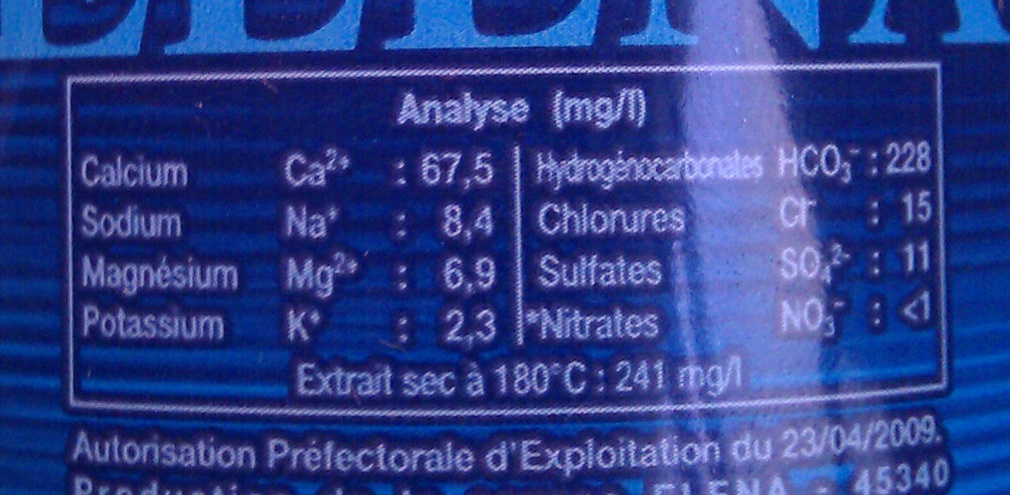 Analyse (mg/l)
Calcium Ca²⁺ : 67,5 Hydrogénocarbonates HCO₃⁻ : 228
Sodium Na⁺ : 8,4 Chlorures Cl⁻ : 15
Magnésium Mg²⁺ : 6,9 Sulfates SO₄²⁻ : 11
Potassium K⁺ : 2,3 *Nitrates NO₃⁻ : <1
Extrait sec à 180°C : 241 mg/l
Autorisation Préfectorale d'Exploitation du 23/04/2009.
ELENA - 45340